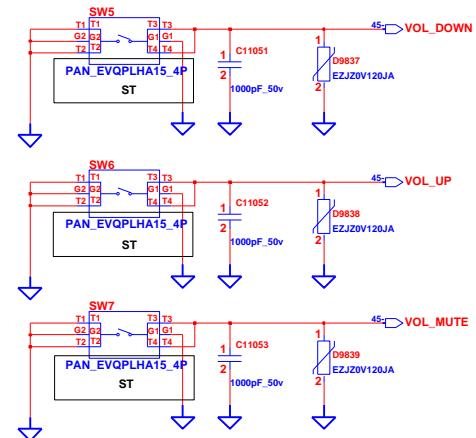 SW5
T1 T1 T3 T3
G2 G2 G1 G1
T2 T2 T4 T4
PAN_EVQPLHA15_4P
ST
1
C11051
2
1000pF_50v
1
D9837
EZJZ0V120JA
2
45- VOL_DOWN
SW6
T1 T1 T3 T3
G2 G2 G1 G1
T2 T2 T4 T4
PAN_EVQPLHA15_4P
ST
1
C11052
2
1000pF_50v
1
D9838
EZJZ0V120JA
2
45- VOL_UP
SW7
T1 T1 T3 T3
G2 G2 G1 G1
T2 T2 T4 T4
PAN_EVQPLHA15_4P
ST
1
C11053
2
1000pF_50v
1
D9839
EZJZ0V120JA
2
45- VOL_MUTE